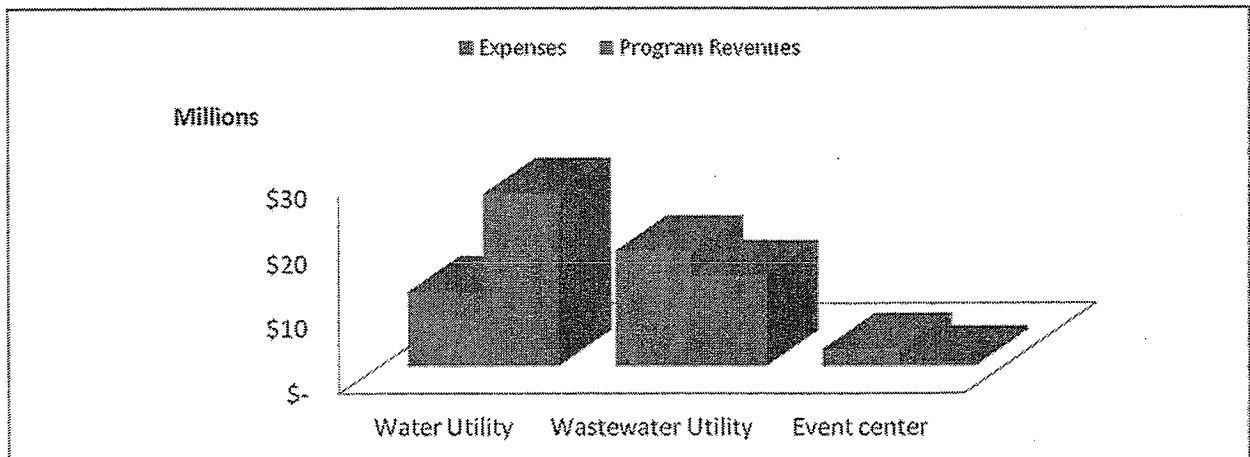 Expenses Program Revenues
Millions
$30
$20
$10
$-
Water Utility Wastewater Utility Event center